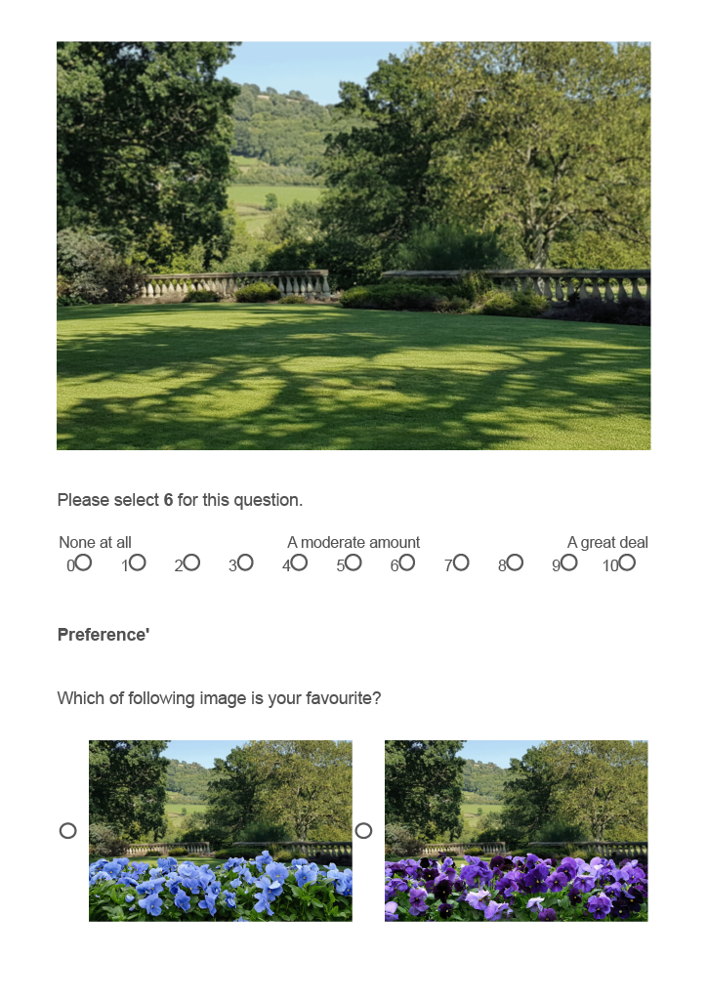 Please select 6 for this question.
None at all A moderate amount A great deal
0 1 2 3 4 5 6 7 8 9 10
Preference'
Which of following image is your favourite?